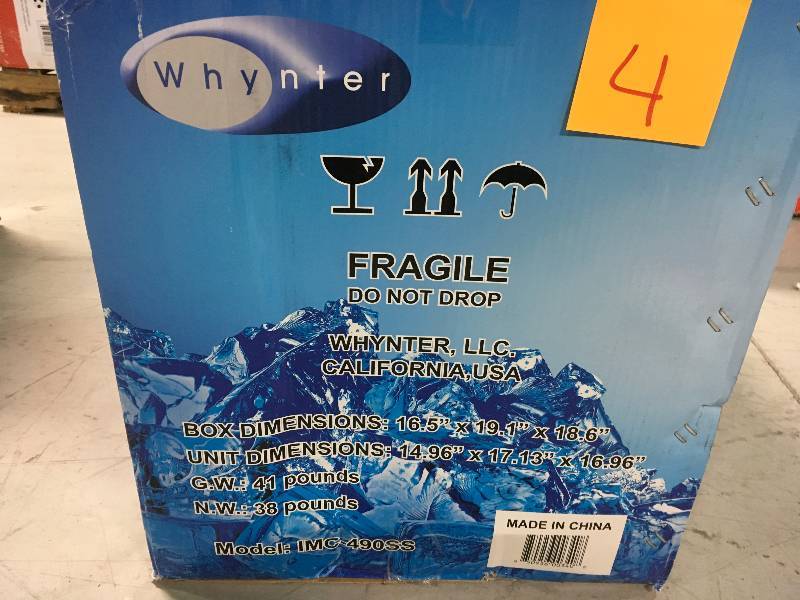 Whynter
4
FRAGILE
DO NOT DROP
WHYNTER, LLC.
CALIFORNIA,USA
BOX DIMENSIONS: 16.5" x 19.1" x 18.6"
UNIT DIMENSIONS: 14.96" x 17.13" x 16.96"
G.W.: 41 pounds
N.W.: 38 pounds
Model: IMC-490SS
MADE IN CHINA